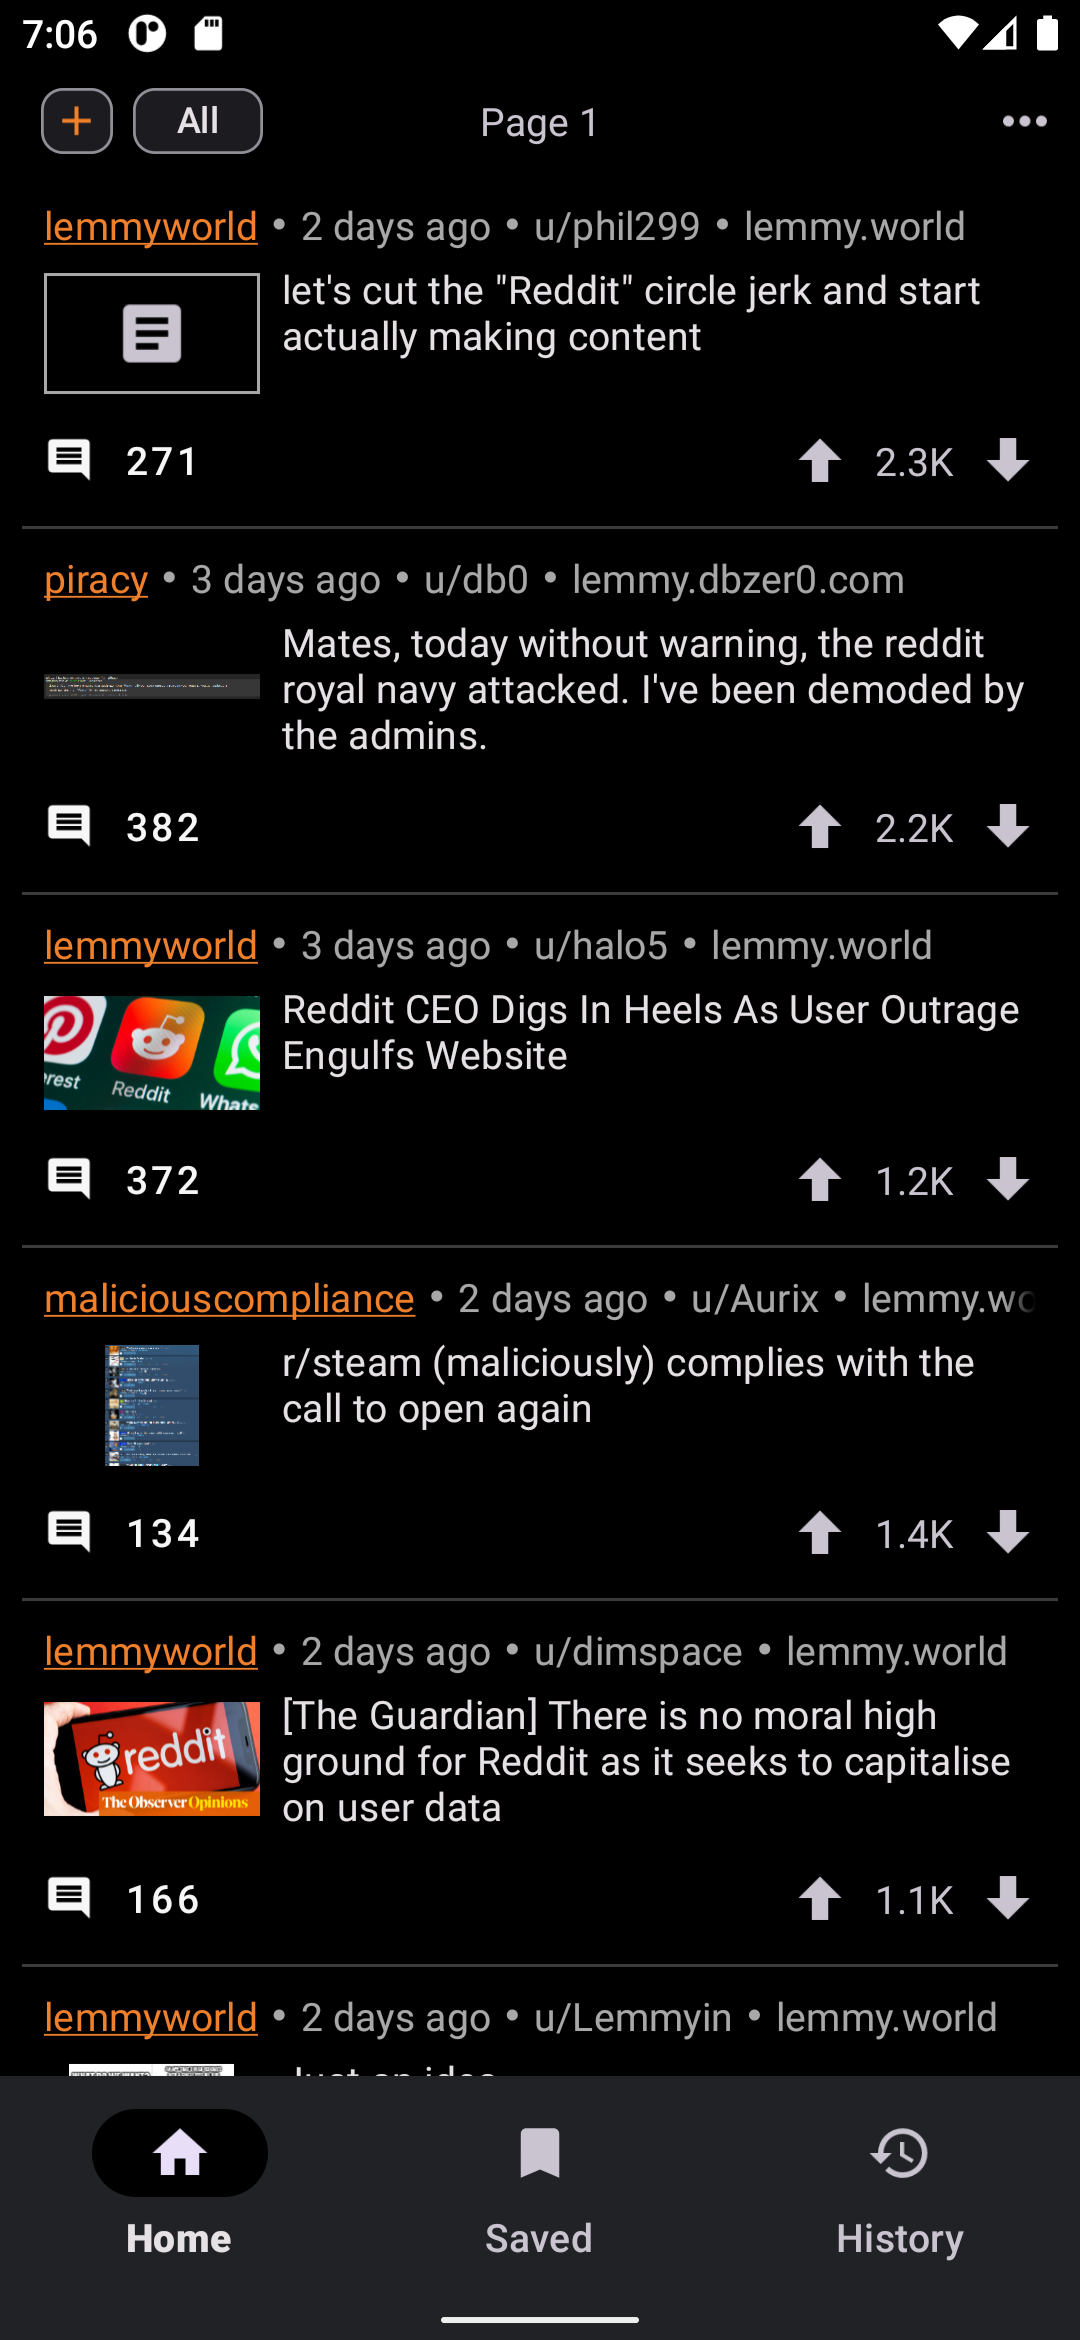 7:06
All
Page 1
lemmyworld • 2 days ago • u/phil299 • lemmy.world
let's cut the "Reddit" circle jerk and start
actually making content
271
2.3K
piracy • 3 days ago • u/db0 • lemmy.dbzer0.com
Mates, today without warning, the reddit
royal navy attacked. I've been demoded by
the admins.
382
2.2K
lemmyworld • 3 days ago • u/halo5 • lemmy.world
rest
Reddit
Whats
Reddit CEO Digs In Heels As User Outrage
Engulfs Website
372
1.2K
maliciouscompliance • 2 days ago • u/Aurix • lemmy.wo
r/steam (maliciously) complies with the
call to open again
134
1.4K
lemmyworld • 2 days ago • u/dimspace • lemmy.world
reddit
The Observer Opinions
[The Guardian] There is no moral high
ground for Reddit as it seeks to capitalise
on user data
166
1.1K
lemmyworld • 2 days ago • u/Lemmyin • lemmy.world
Just an idea
Home
Saved
History